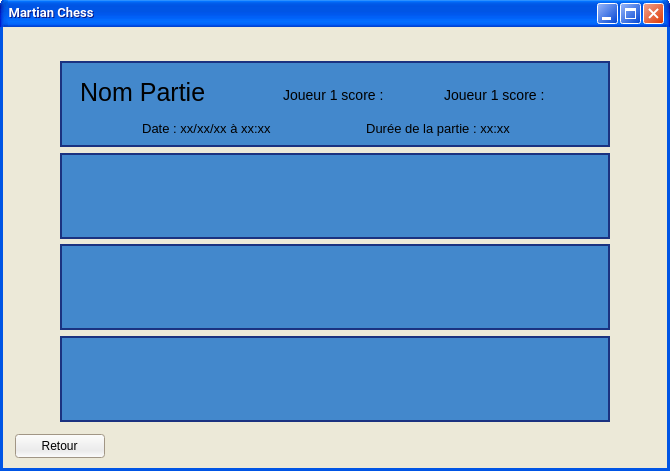 Martian Chess
Nom Partie Joueur 1 score : Joueur 1 score :
Date : xx/xx/xx à xx:xx Durée de la partie : xx:xx
Retour